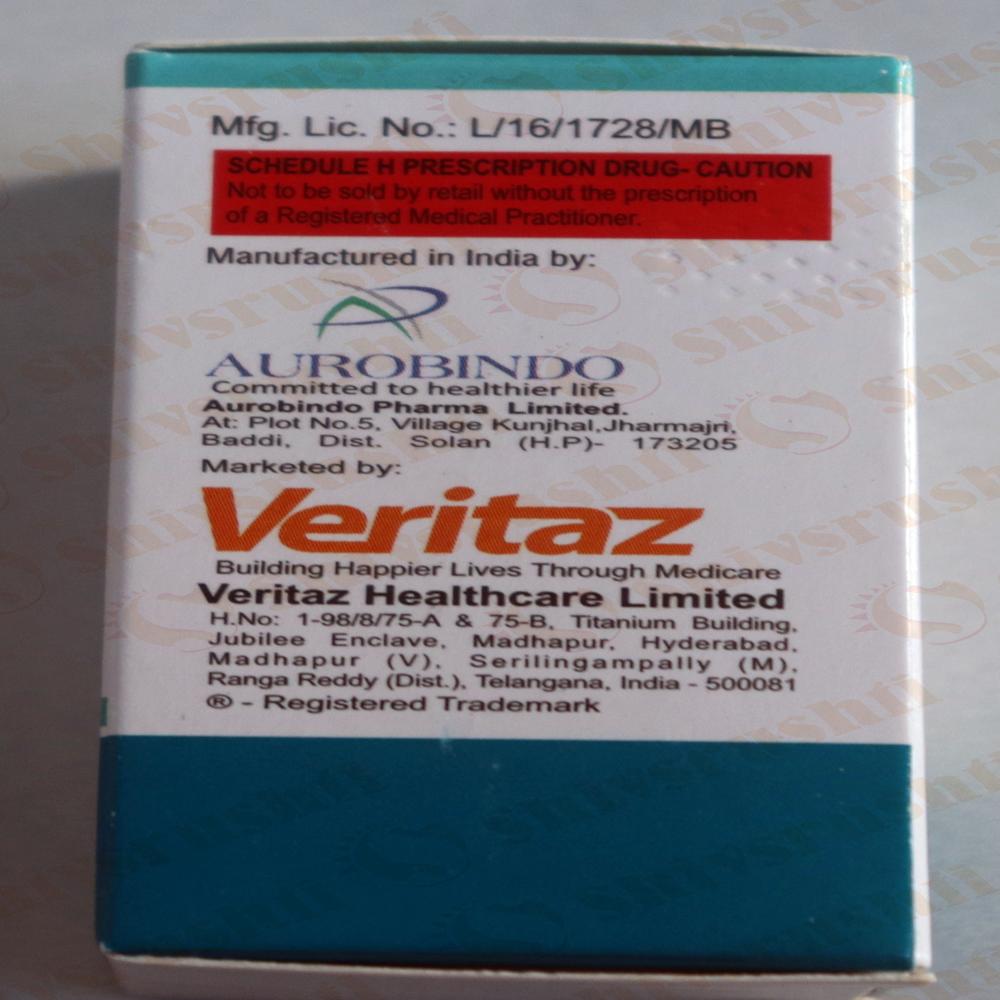 Mfg. Lic. No.: L/16/1728/MB
SCHEDULE H PRESCRIPTION DRUG- CAUTION
Not to be sold by retail without the prescription
of a Registered Medical Practitioner.
Manufactured in India by:
AUROBINDO
Committed to healthier life
Aurobindo Pharma Limited.
At: Plot No.5, Village Kunjhal,Jharmajri,
Baddi, Dist. Solan (H.P)- 173205
Marketed by:
Veritaz
Building Happier Lives Through Medicare
Veritaz Healthcare Limited
H.No: 1-98/8/75-A & 75-B, Titanium Building,
Jubilee Enclave, Madhapur, Hyderabad,
Madhapur (V), Serilingampally (M),
Ranga Reddy (Dist.), Telangana, India - 500081
® - Registered Trademark
Shivsrushti